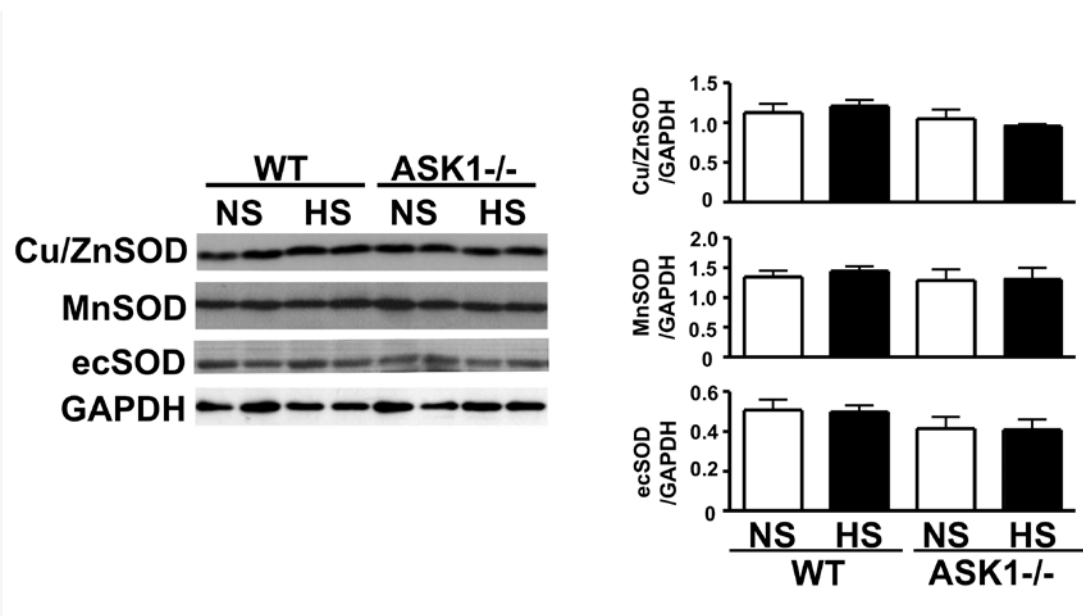 WT ASK1-/-
NS HS NS HS
Cu/ZnSOD
MnSOD
ecSOD
GAPDH
Cu/ZnSOD
/GAPDH
1.5
1.0
0.5
0
MnSOD
/GAPDH
2.0
1.5
1.0
0.5
0
ecSOD
/GAPDH
0.6
0.4
0.2
0
NS HS NS HS
WT ASK1-/-